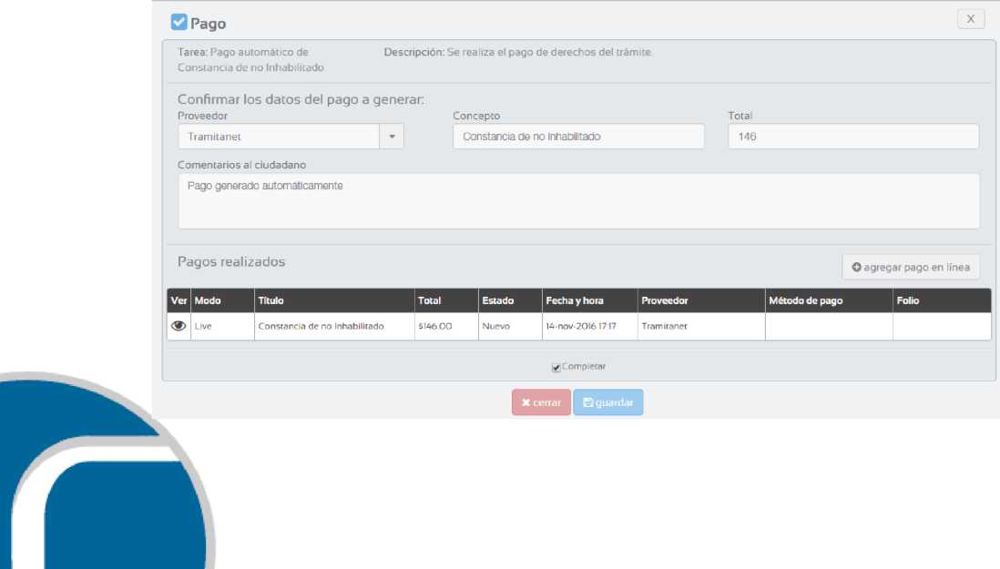 Pago
X
Tarea: Pago automático de
Constancia de no Inhabilitado
Descripción: Se realiza el pago de derechos del trámite.
Confirmar los datos del pago a generar:
Proveedor
Concepto
Total
Tramitanet
Constancia de no Inhabilitado
146
Comentarios al ciudadano
Pago generado automáticamente
Pagos realizados
agregar pago en línea
Ver Modo Título Total Estado Fecha y hora Proveedor Método de pago Folio
Live Constancia de no Inhabilitado $146.00 Nuevo 14-nov-2016 17:17 Tramitanet
Completar
cerrar
guardar